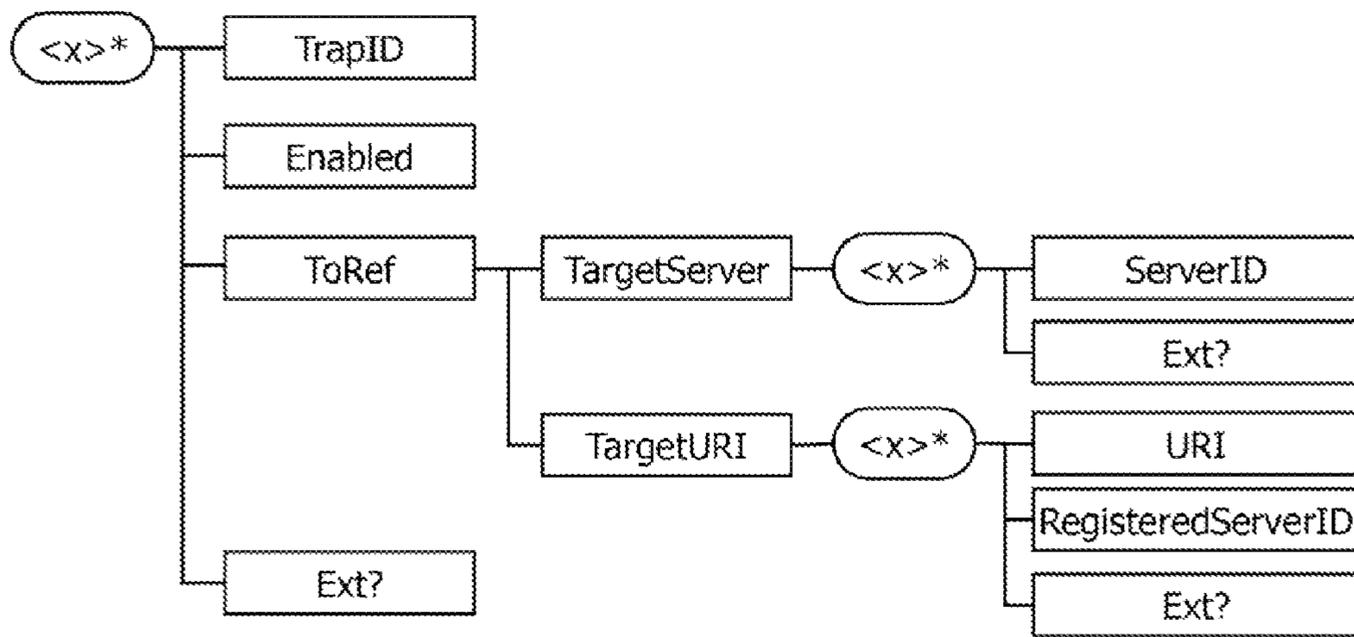 <x>*
TrapID
Enabled
ToRef
TargetServer
<x>*
ServerID
Ext?
TargetURI
<x>*
URI
RegisteredServerID
Ext?
Ext?